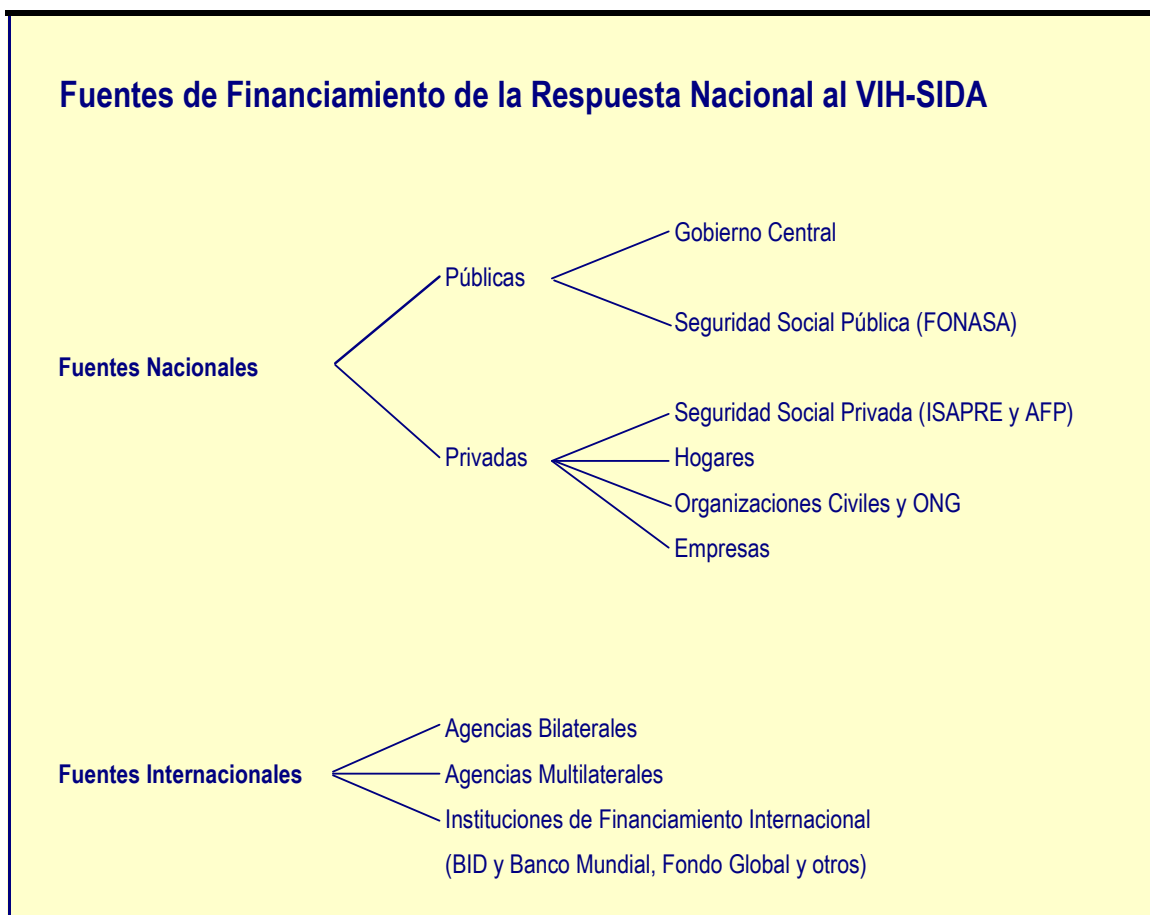 Fuentes de Financiamiento de la Respuesta Nacional al VIH-SIDA
Gobierno Central
Públicas
Seguridad Social Pública (FONASA)
Fuentes Nacionales
Seguridad Social Privada (ISAPRE y AFP)
Privadas
Hogares
Organizaciones Civiles y ONG
Empresas
Agencias Bilaterales
Fuentes Internacionales
Agencias Multilaterales
Instituciones de Financiamiento Internacional
(BID y Banco Mundial, Fondo Global y otros)